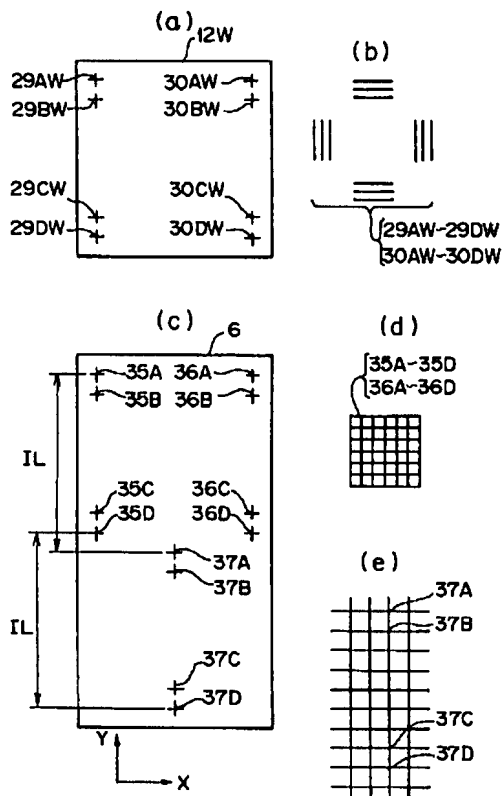 (a)
12W
29AW
29BW
30AW
30BW
29CW
29DW
30CW
30DW
(b)
29AW-29DW
30AW-30DW
(c)
6
35A
36A
35B
36B
35C
36C
35D
36D
IL
37A
37B
IL
37C
37D
Y
X
(d)
35A-35D
36A-36D
(e)
37A
37B
37C
37D